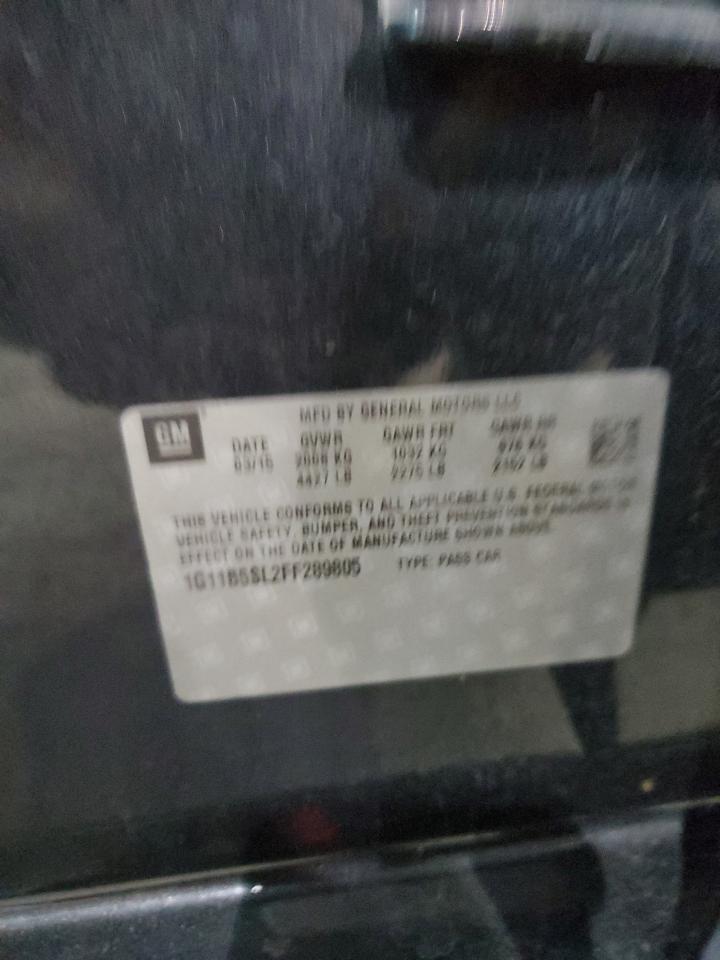 GM
MFD BY GENERAL MOTORS LLC
DATE GVWR GAWR FRT GAWR RR
03/15 2008 KG 1032 KG 976 KG
4427 LB 2275 LB 2152 LB
THIS VEHICLE CONFORMS TO ALL APPLICABLE U.S. FEDERAL MOTOR
VEHICLE SAFETY, BUMPER, AND THEFT PREVENTION STANDARDS IN
EFFECT ON THE DATE OF MANUFACTURE SHOWN ABOVE.
1G11B5SL2FF289805 TYPE: PASS CAR